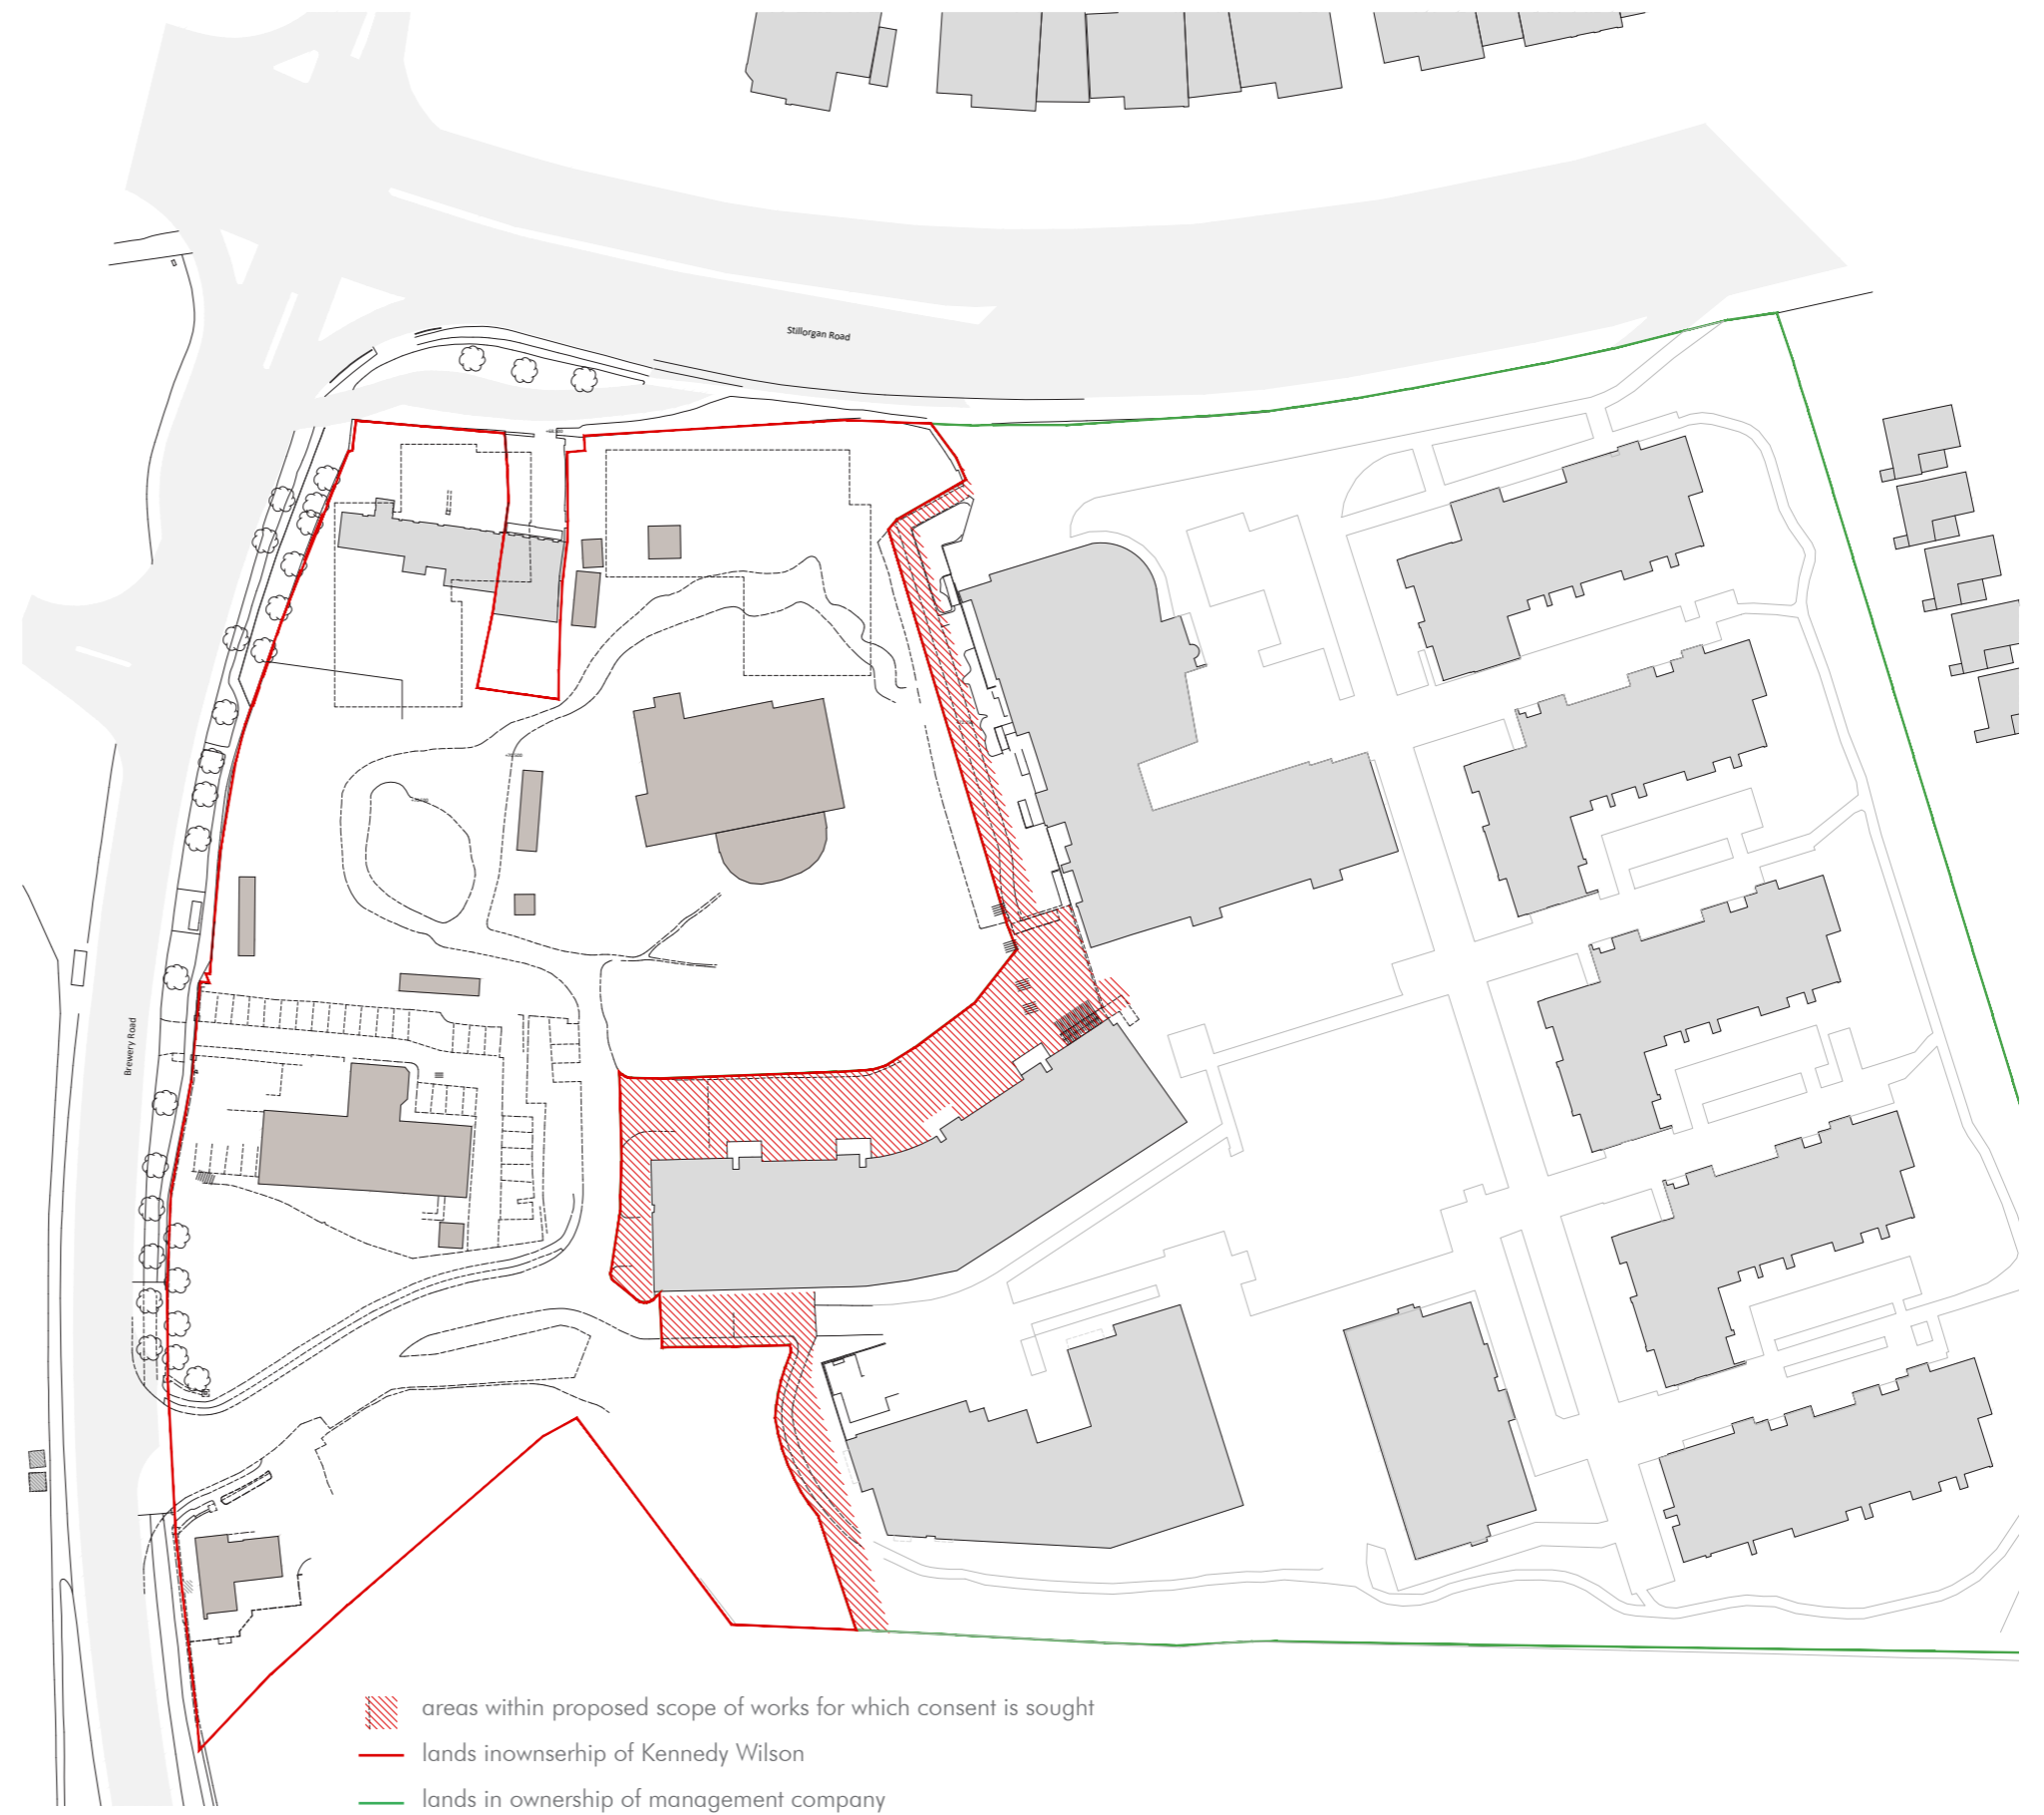 Stillorgan Road
Brewery Road
areas within proposed scope of works for which consent is sought
lands inownserhip of Kennedy Wilson
lands in ownership of management company